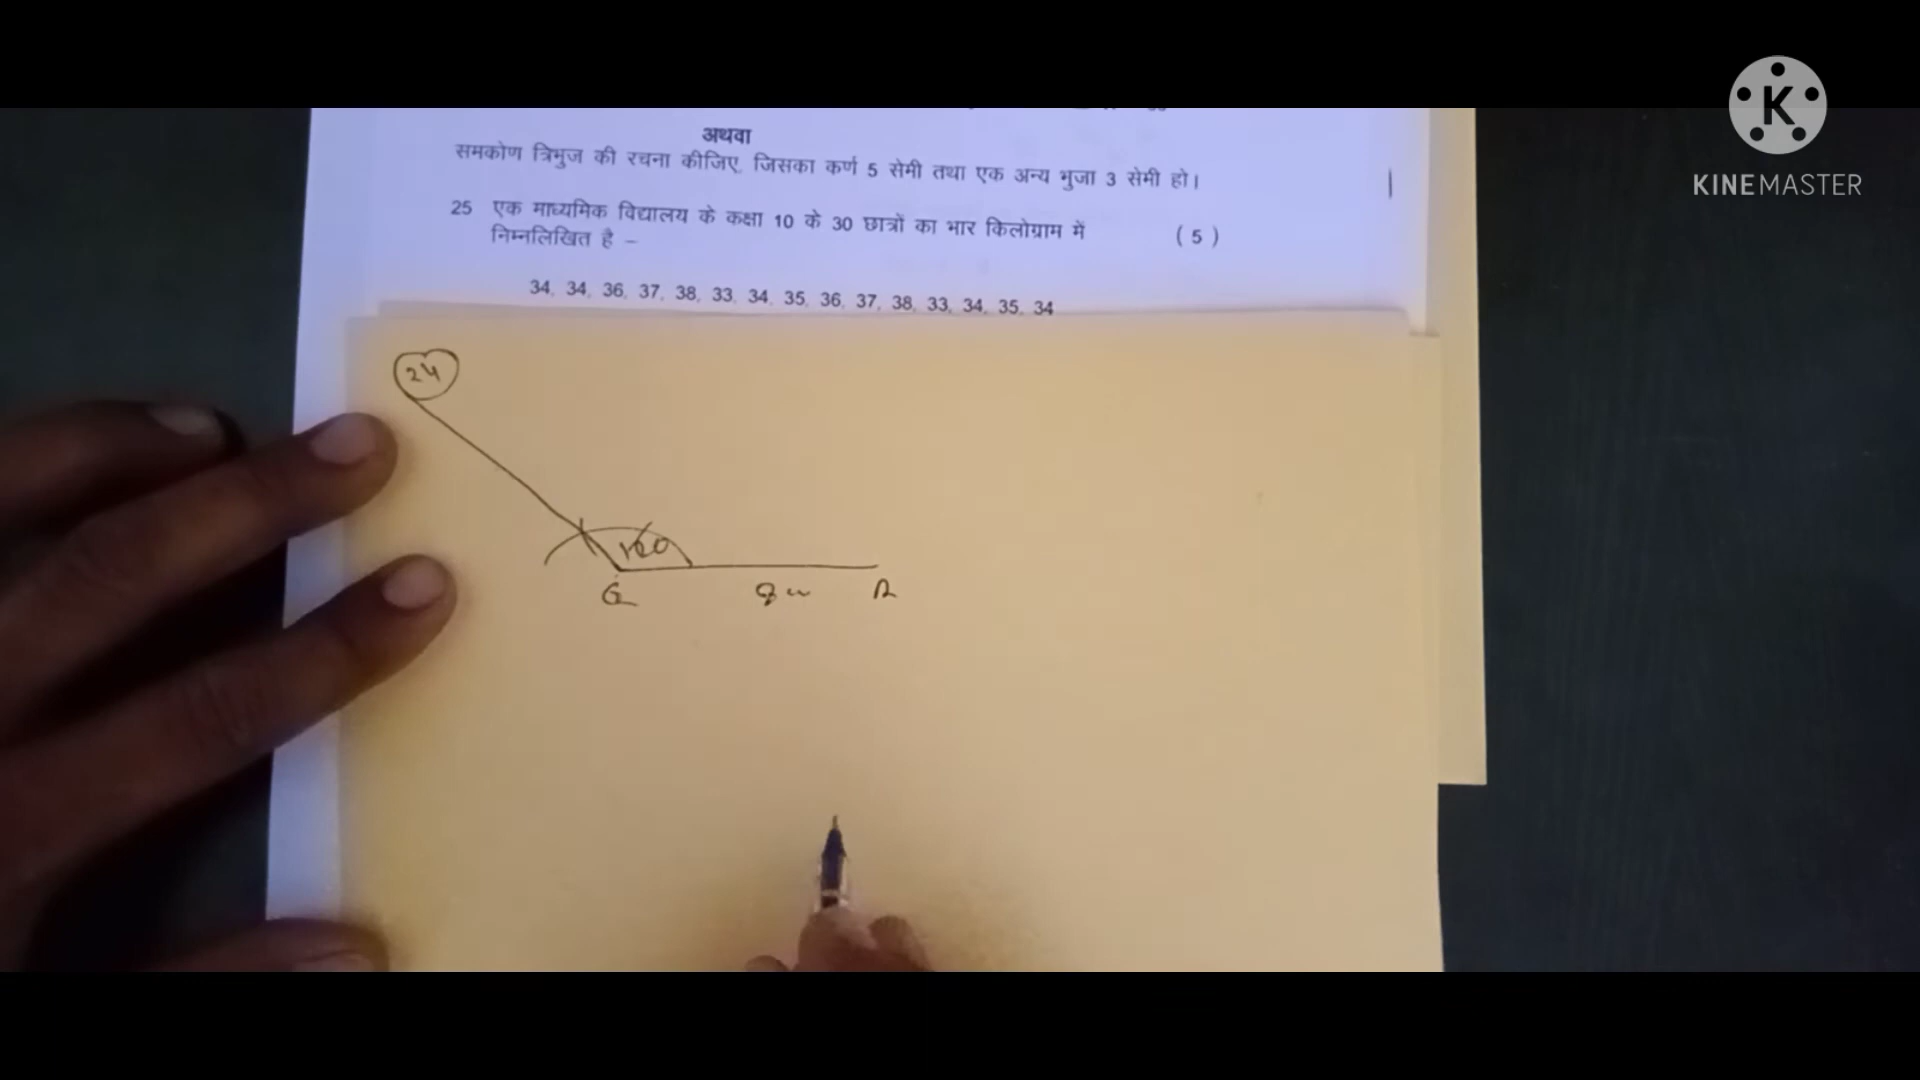 KINEMASTER
अथवा
समकोण त्रिभुज की रचना कीजिए, जिसका कर्ण 5 सेमी तथा एक अन्य भुजा 3 सेमी हो।
25 एक माध्यमिक विद्यालय के कक्षा 10 के 30 छात्रों का भार किलोग्राम में (5)
निम्नलिखित है –
34, 34, 36, 37, 38, 33, 34, 35, 36, 37, 38, 33, 34, 35, 34
24
120